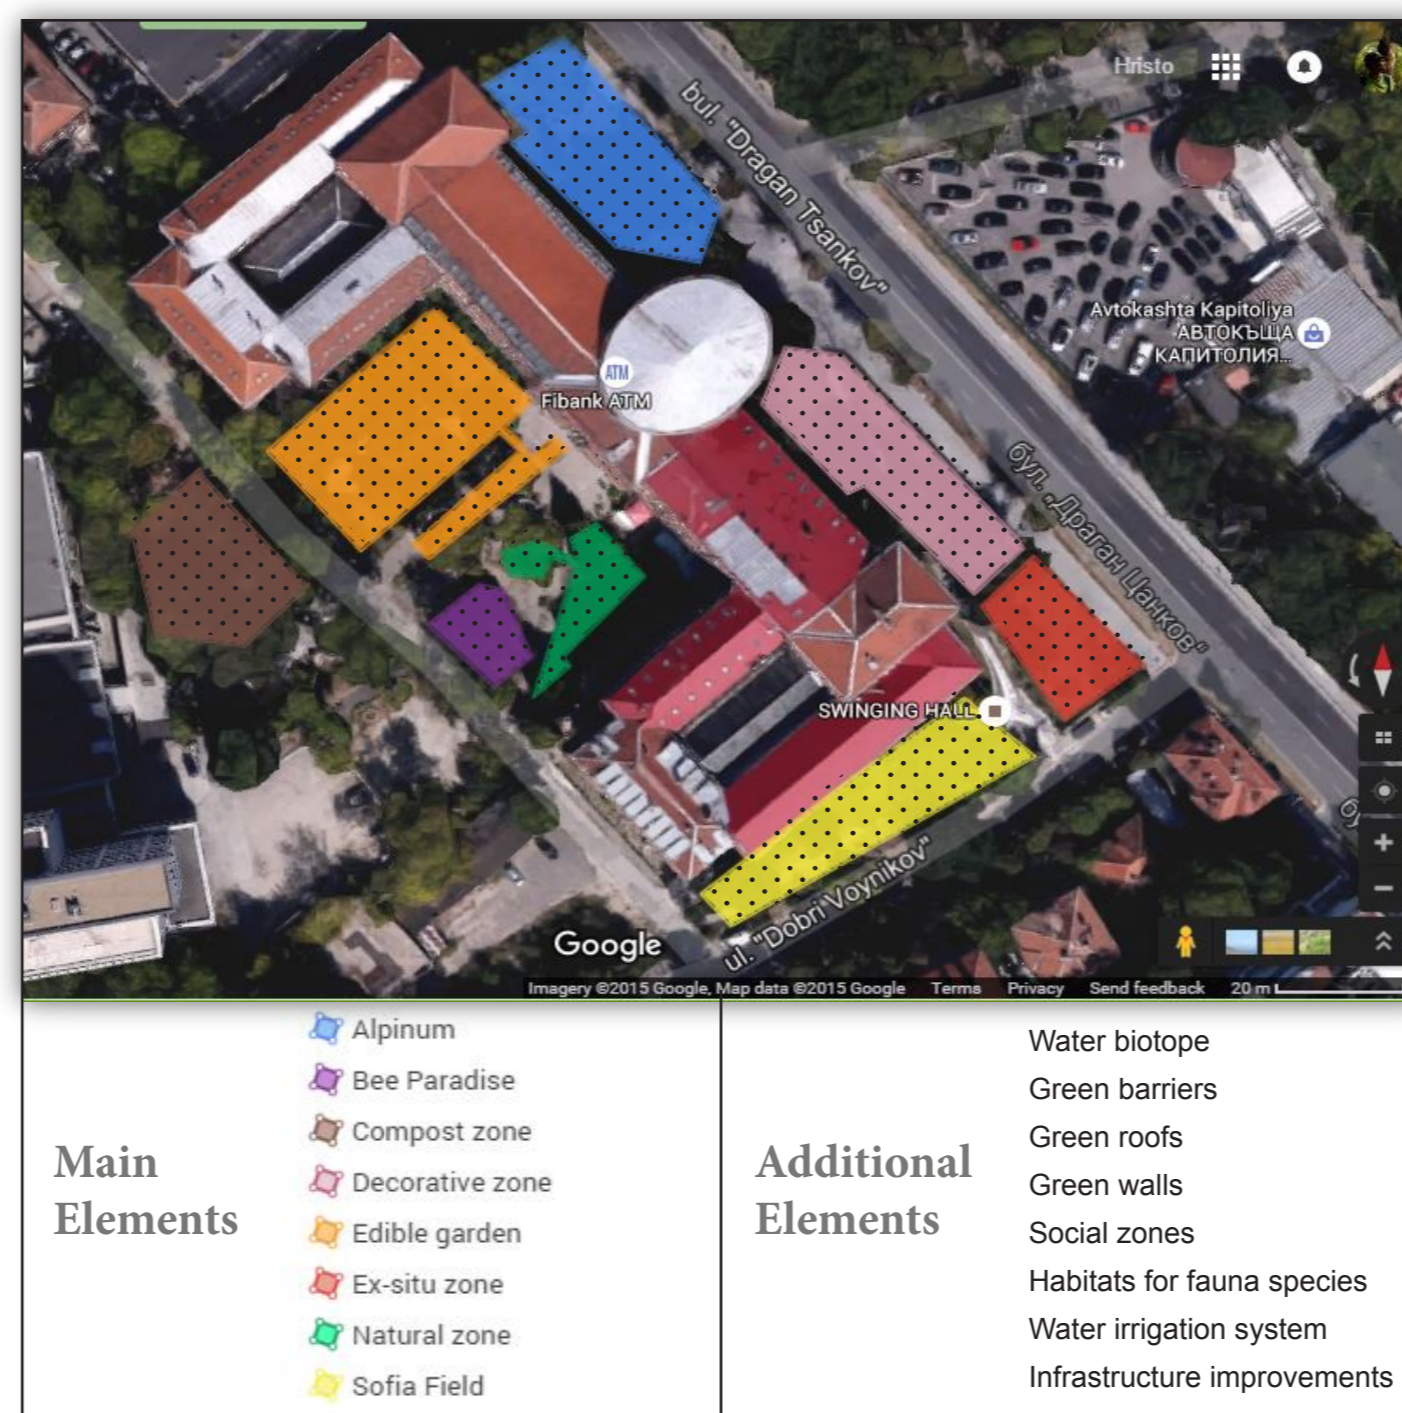 Hristo
bul. "Dragan Tsankov"
Avtokashta Kapitoliya
АВТОКЪЩА
КАПИТОЛИЯ...
ATM
Fibank ATM
бул. „Драган Цанков“
SWINGING HALL
ul. "Dobri Voynikov"
Google
Imagery ©2015 Google, Map data ©2015 Google Terms Privacy Send feedback 20 m
Main
Elements
Alpinum
Bee Paradise
Compost zone
Decorative zone
Edible garden
Ex-situ zone
Natural zone
Sofia Field
Additional
Elements
Water biotope
Green barriers
Green roofs
Green walls
Social zones
Habitats for fauna species
Water irrigation system
Infrastructure improvements